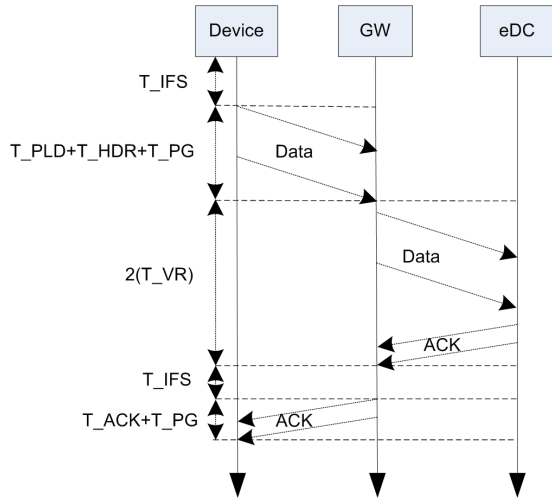 Device
GW
eDC
T_IFS
T_PLD+T_HDR+T_PG
Data
2(T_VR)
Data
ACK
T_IFS
T_ACK+T_PG
ACK